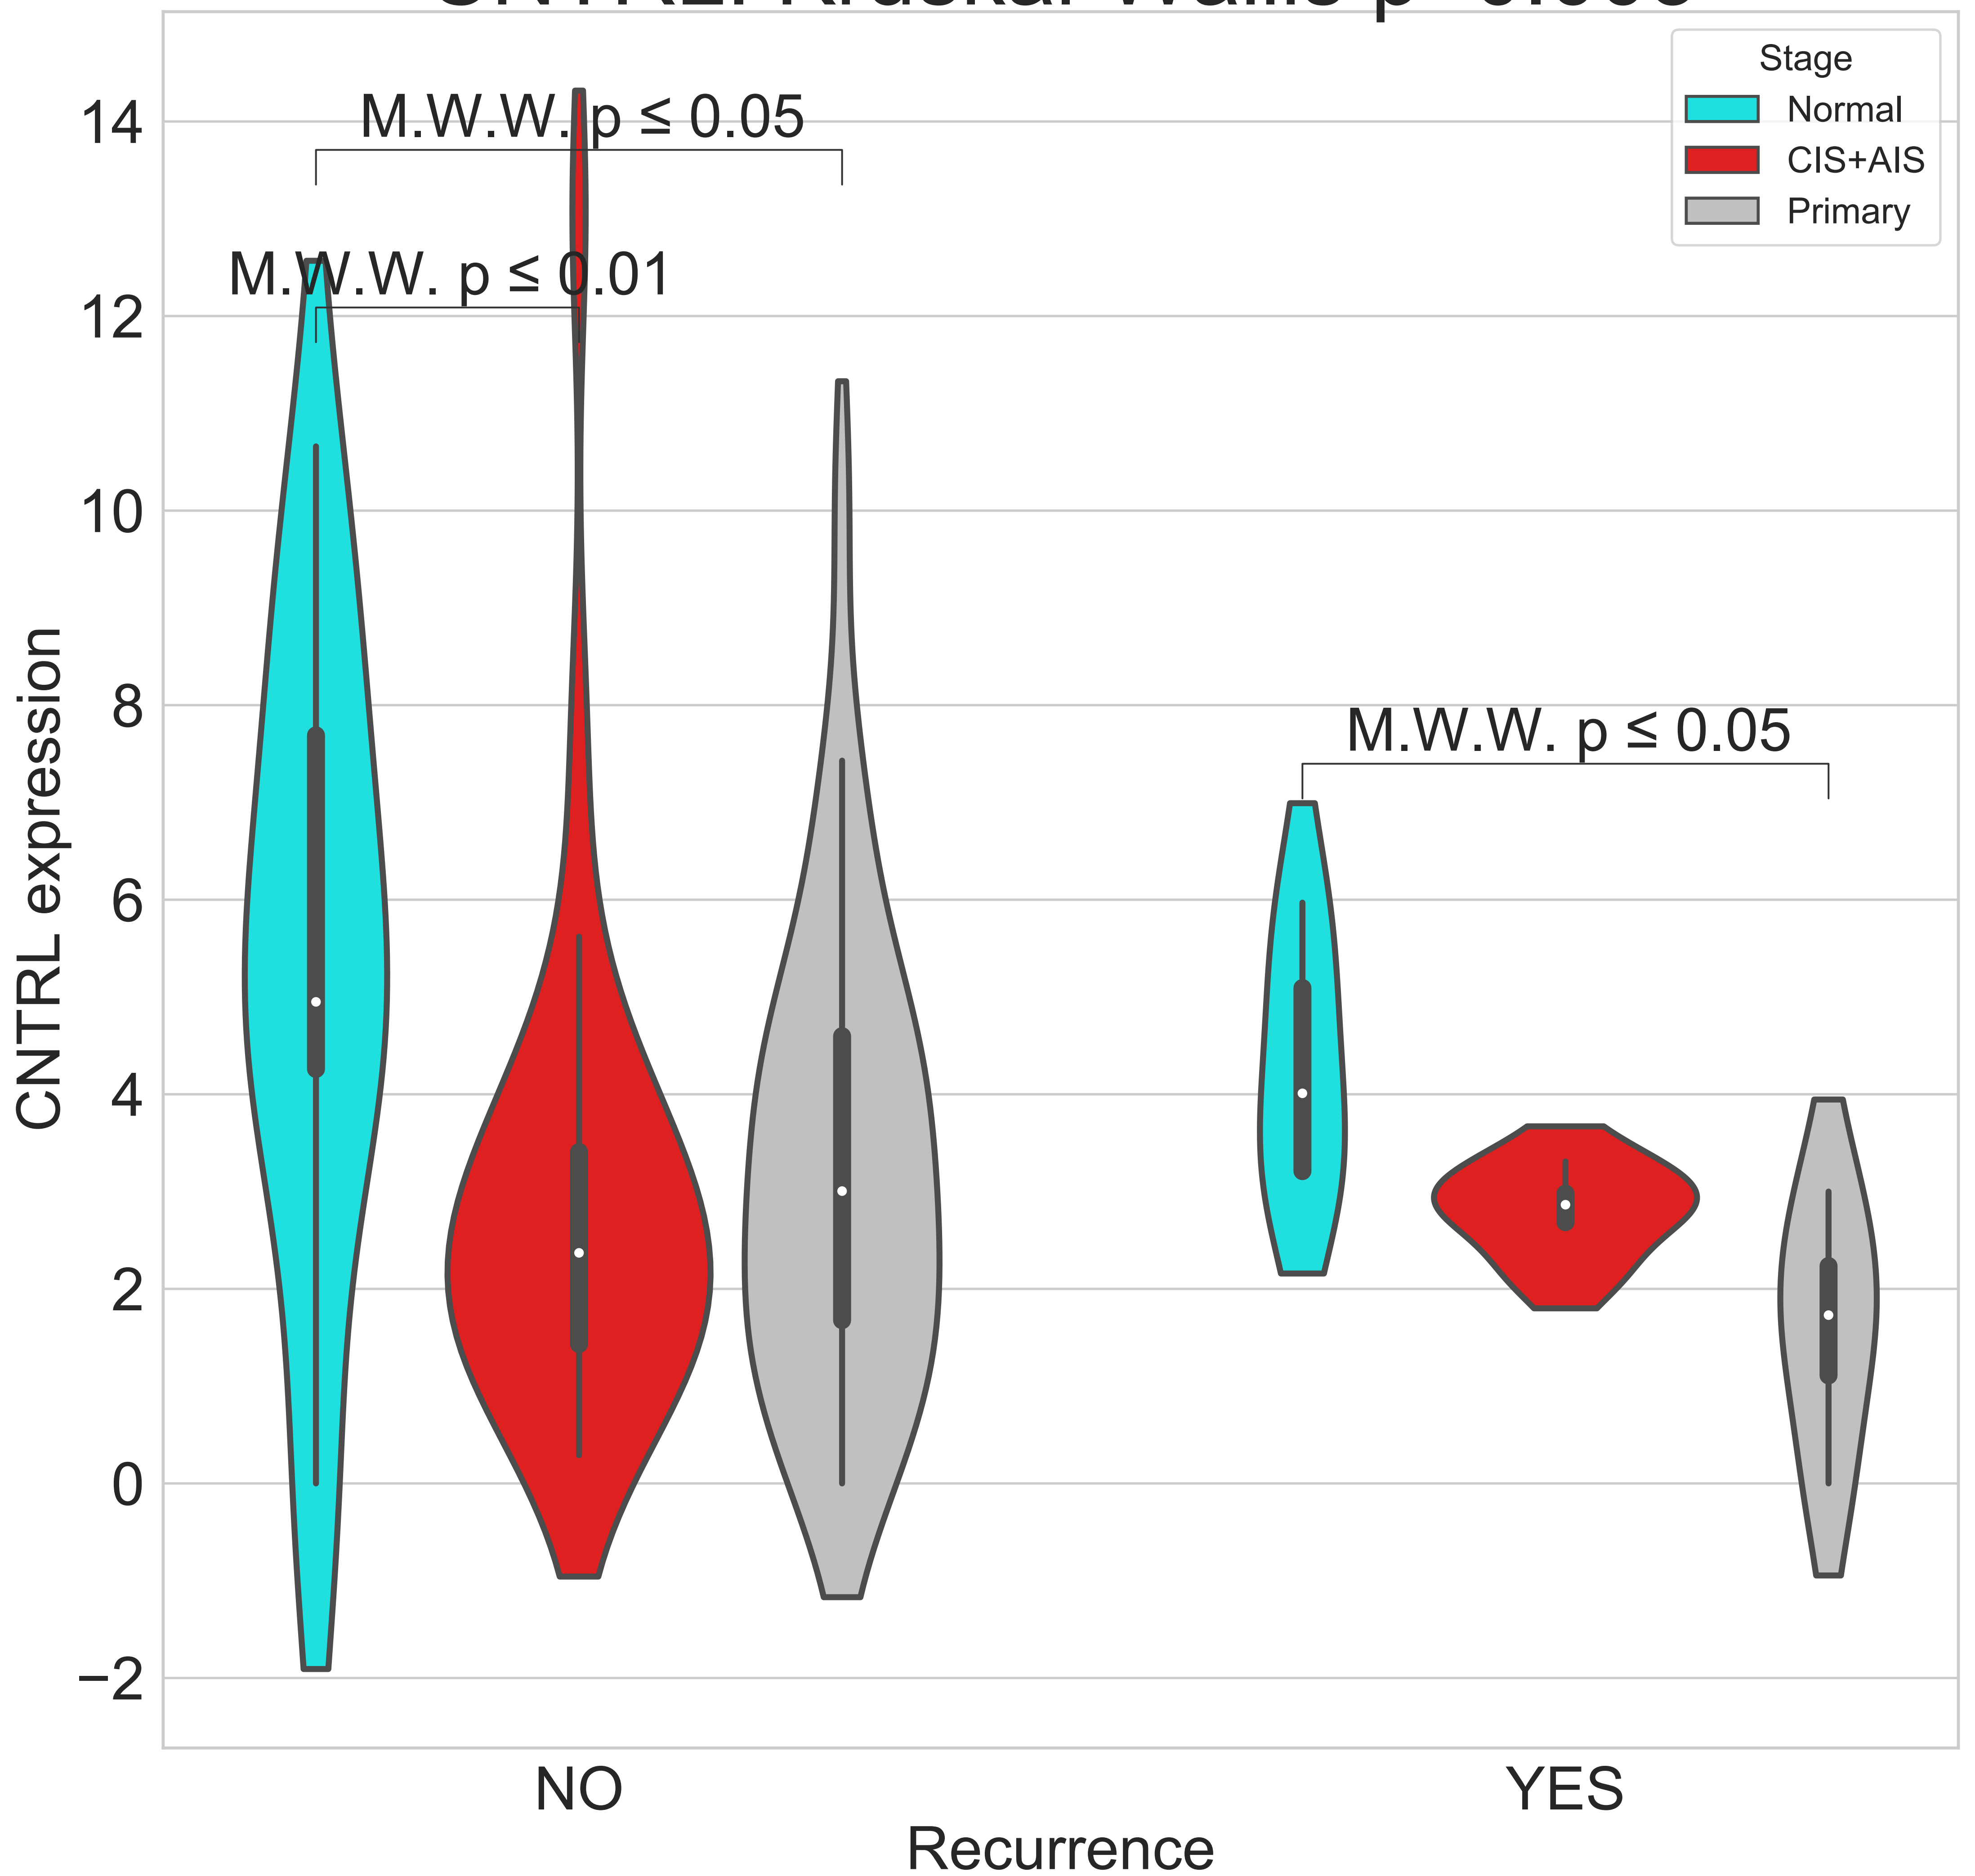 Stage
Normal
CIS+AIS
Primary
M.W.W. p ≤ 0.05
M.W.W. p ≤ 0.01
M.W.W. p ≤ 0.05
14
12
10
8
6
4
2
0
−2
CNTRL expression
NO
YES
Recurrence